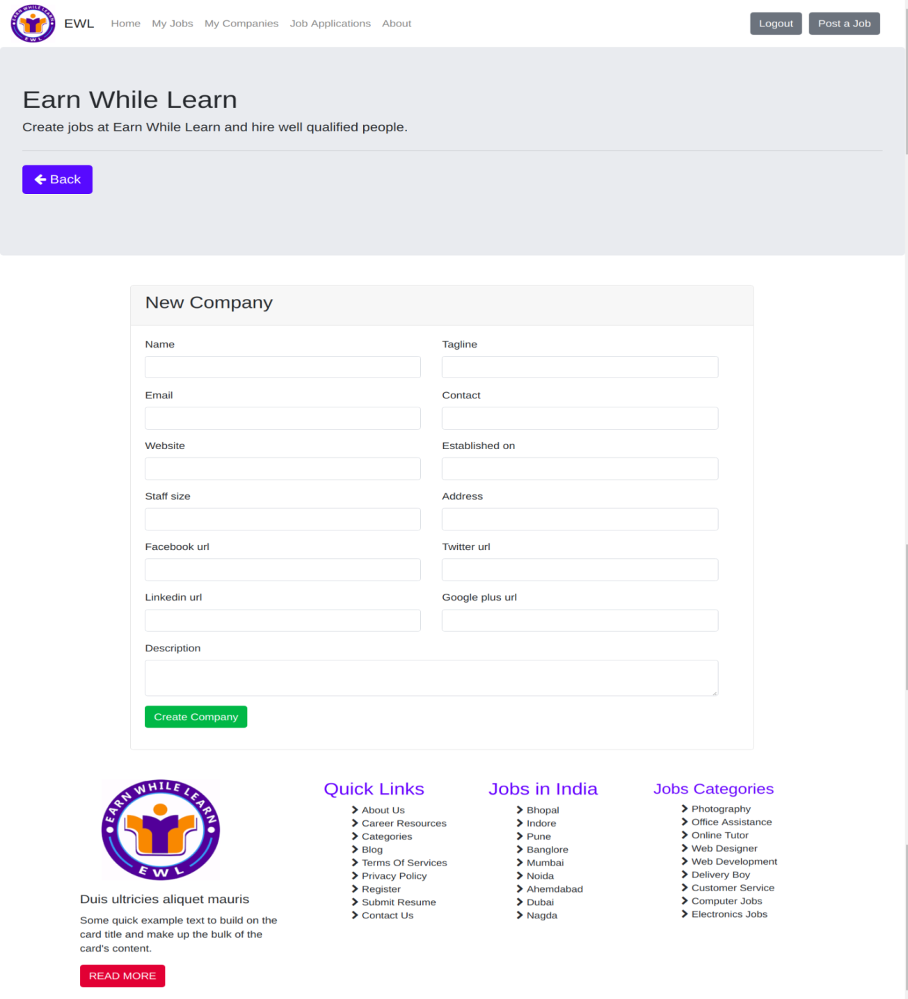 EARN WHILE LEARN
EWL
EWL
Home
My Jobs
My Companies
Job Applications
About
Logout
Post a Job
Earn While Learn
Create jobs at Earn While Learn and hire well qualified people.
Back
New Company
Name
Tagline
Email
Contact
Website
Established on
Staff size
Address
Facebook url
Twitter url
Linkedin url
Google plus url
Description
Create Company
EARN WHILE LEARN
EWL
Duis ultricies aliquet mauris
Some quick example text to build on the
card title and make up the bulk of the
card's content.
READ MORE
Quick Links
About Us
Career Resources
Categories
Blog
Terms Of Services
Privacy Policy
Register
Submit Resume
Contact Us
Jobs in India
Bhopal
Indore
Pune
Banglore
Mumbai
Noida
Ahemdabad
Dubai
Nagda
Jobs Categories
Photography
Office Assistance
Online Tutor
Web Designer
Web Development
Delivery Boy
Customer Service
Computer Jobs
Electronics Jobs